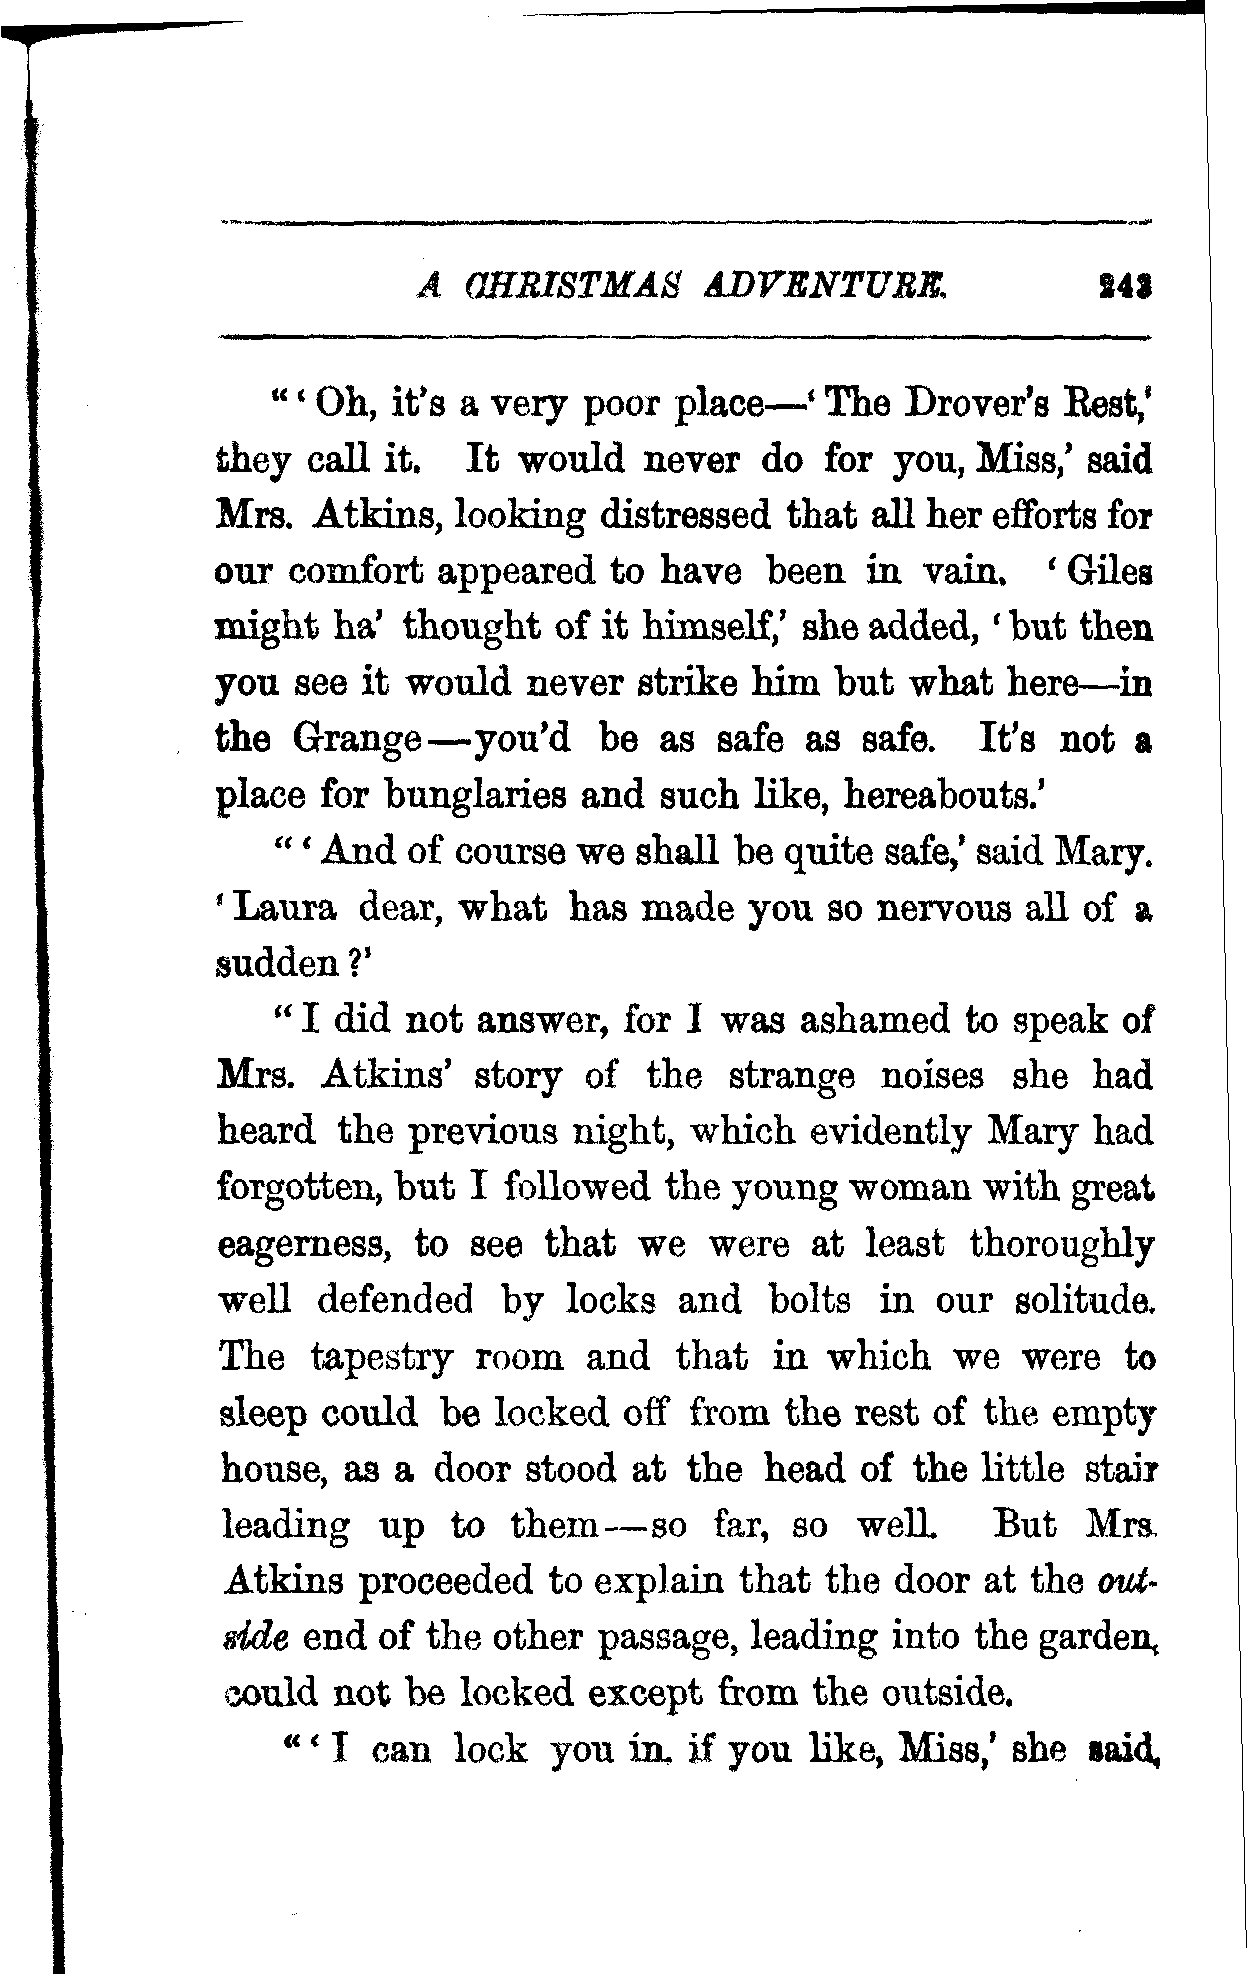 A CHRISTMAS ADVENTURE. 243
"'Oh, it's a very poor place—'The Drover's Rest,'
they call it. It would never do for you, Miss,' said
Mrs. Atkins, looking distressed that all her efforts for
our comfort appeared to have been in vain. 'Giles
might ha' thought of it himself,' she added, 'but then
you see it would never strike him but what here—in
the Grange—you'd be as safe as safe. It's not a
place for bunglaries and such like, hereabouts.'
"'And of course we shall be quite safe,' said Mary.
'Laura dear, what has made you so nervous all of a
sudden?'
"I did not answer, for I was ashamed to speak of
Mrs. Atkins' story of the strange noises she had
heard the previous night, which evidently Mary had
forgotten, but I followed the young woman with great
eagerness, to see that we were at least thoroughly
well defended by locks and bolts in our solitude.
The tapestry room and that in which we were to
sleep could be locked off from the rest of the empty
house, as a door stood at the head of the little stair
leading up to them—so far, so well. But Mrs.
Atkins proceeded to explain that the door at the out-
side end of the other passage, leading into the garden,
could not be locked except from the outside.
"'I can lock you in, if you like, Miss,' she said,